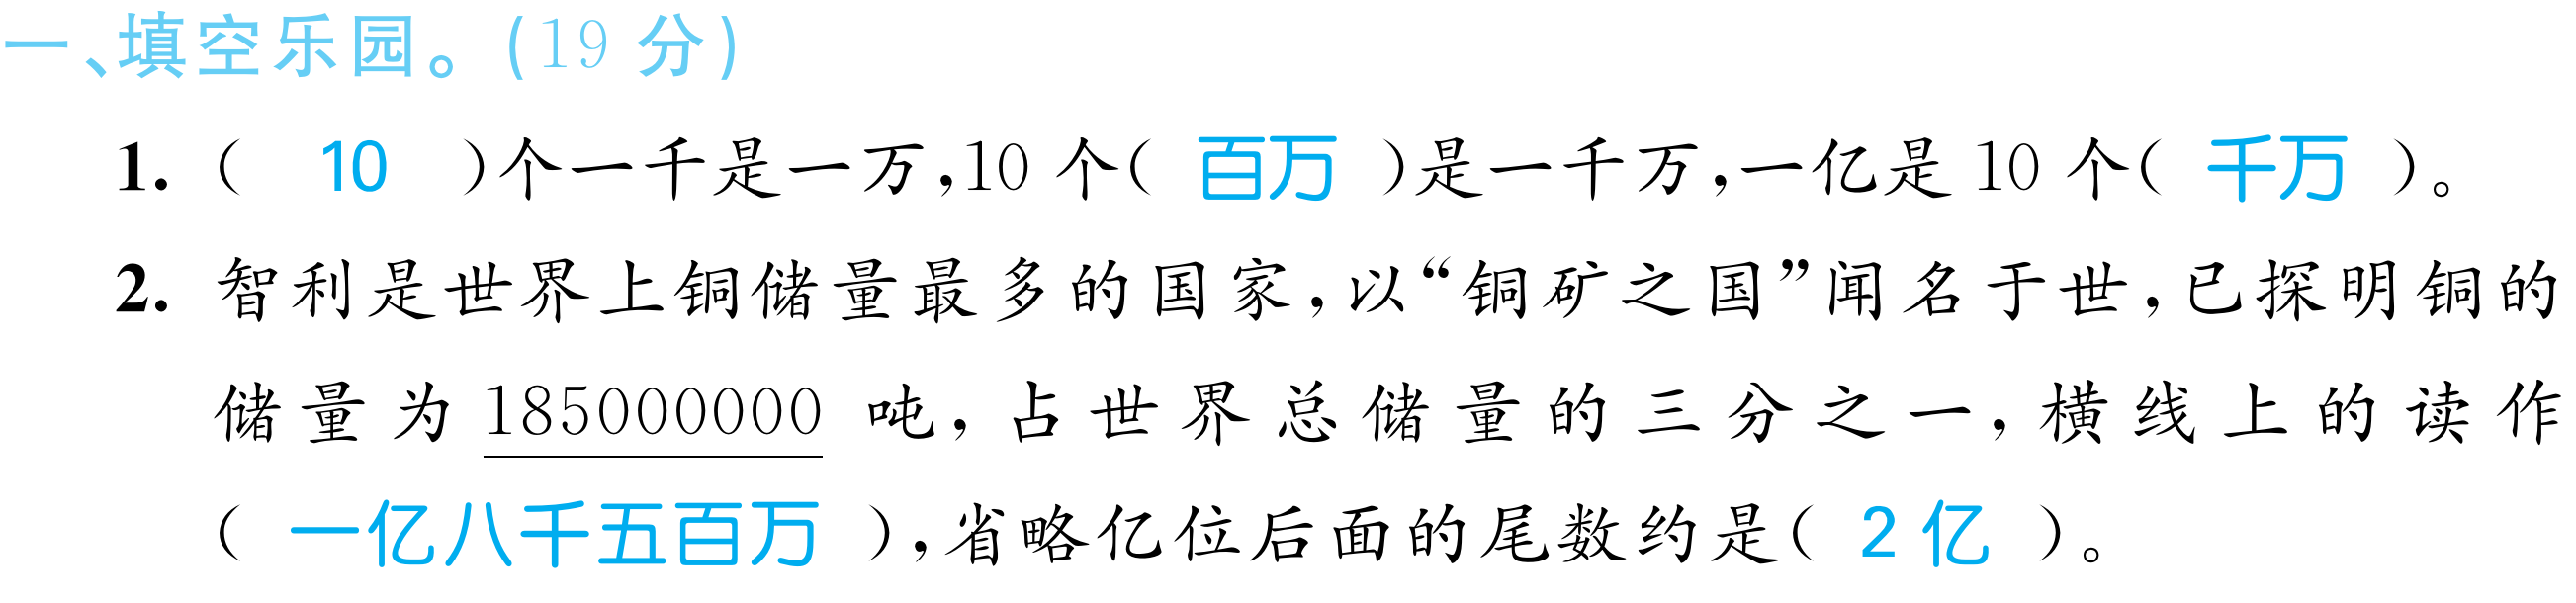 一、填空乐园。(19 分)
1. ( 10 )个一千是一万,10 个( 百万 )是一千万,一亿是 10 个( 千万 )。
2. 智利是世界上铜储量最多的国家,以“铜矿之国”闻名于世,已探明铜的
储量为 185000000 吨,占世界总储量的三分之一,横线上的读作
( 一亿八千五百万 ),省略亿位后面的尾数约是( 2 亿 )。